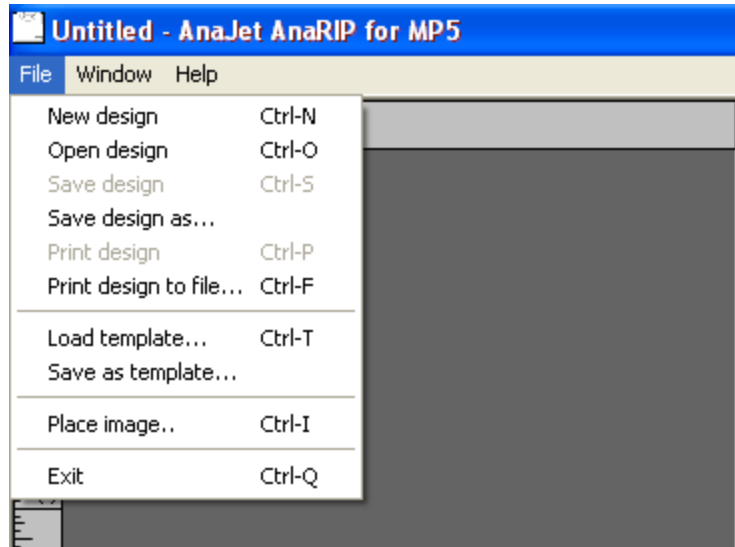 Untitled - AnaJet AnaRIP for MP5
File Window Help
New design Ctrl-N
Open design Ctrl-O
Save design Ctrl-S
Save design as...
Print design Ctrl-P
Print design to file... Ctrl-F
Load template... Ctrl-T
Save as template...
Place image.. Ctrl-I
Exit Ctrl-Q